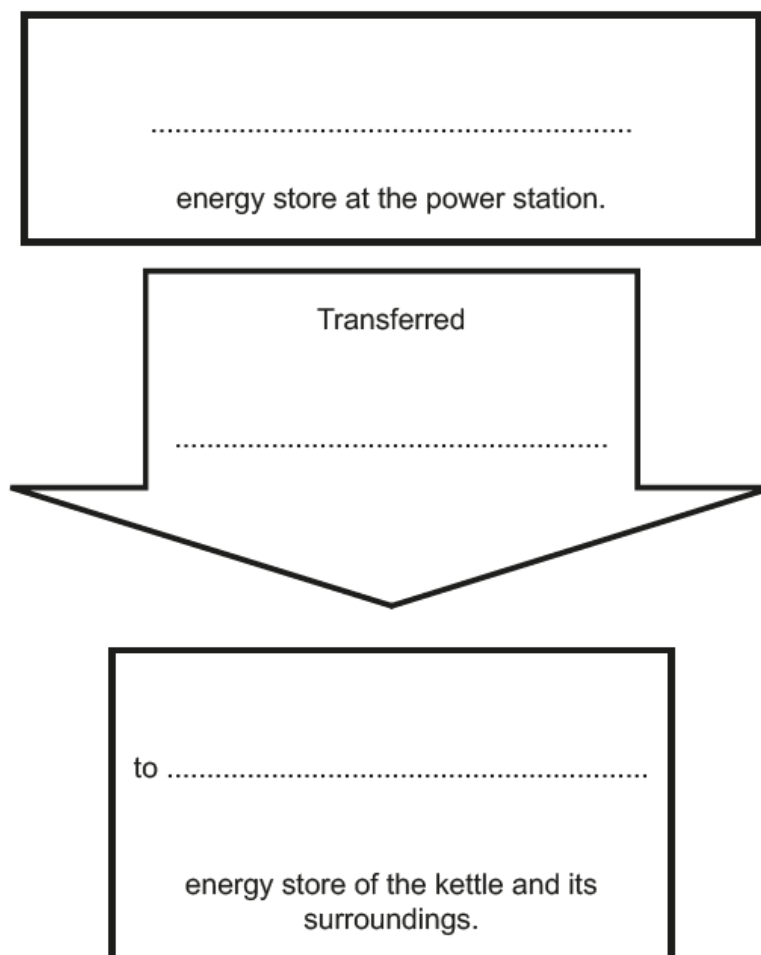 ............................................................
energy store at the power station.
Transferred
......................................................
to ............................................................
energy store of the kettle and its
surroundings.